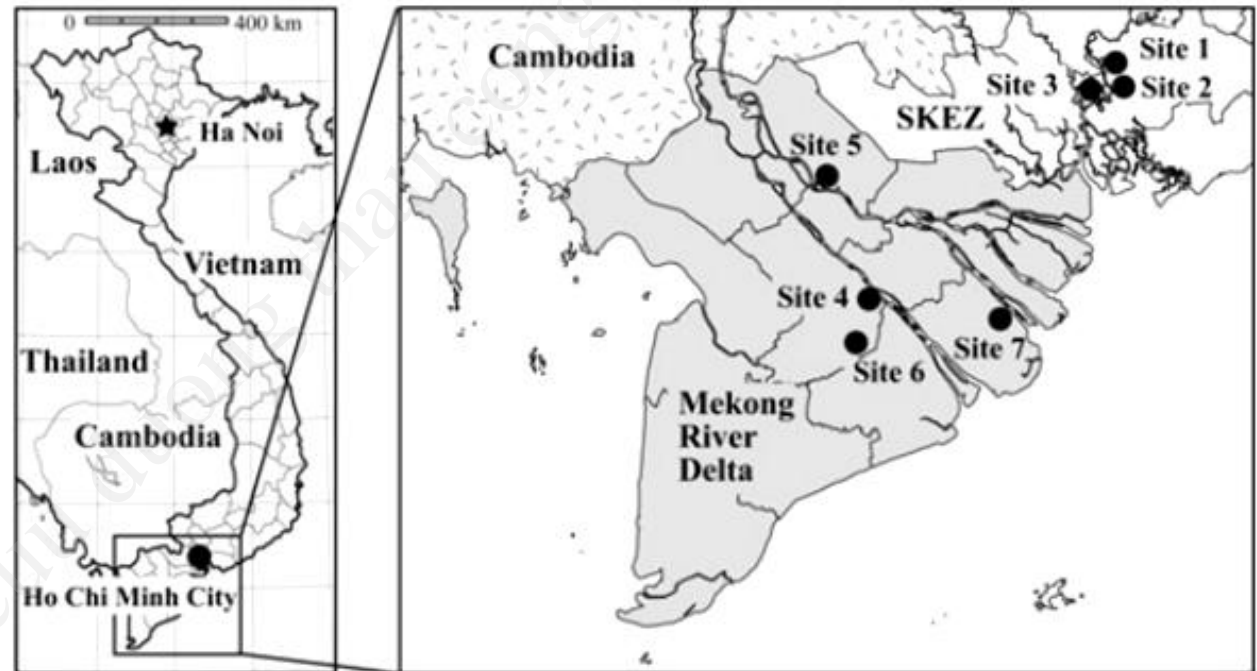 0 400 km
Ha Noi
Laos
Vietnam
Thailand
Cambodia
Ho Chi Minh City
Cambodia
Site 1
Site 3
Site 2
SKEZ
Site 5
Site 4
Site 7
Site 6
Mekong
River
Delta